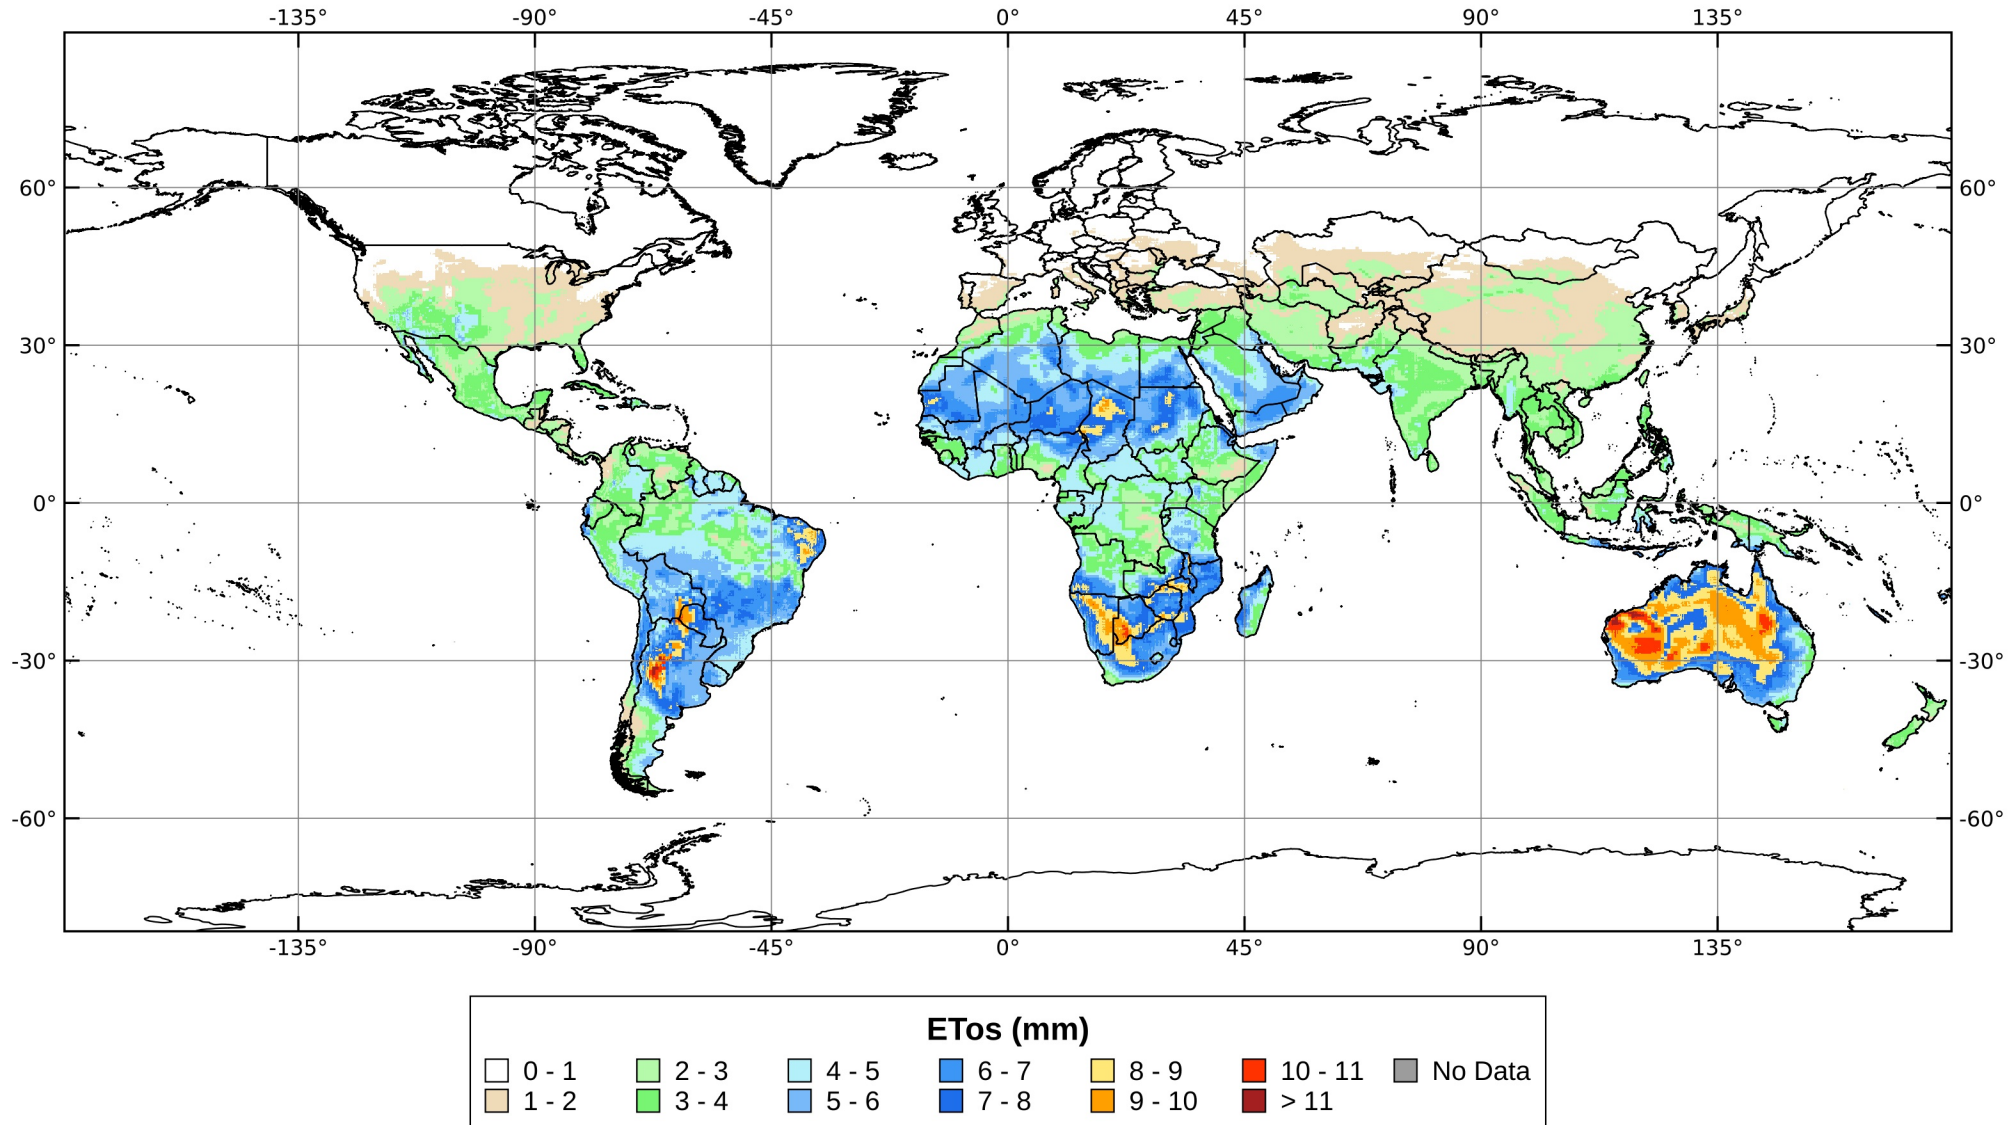 -135° -90° -45° 0° 45° 90° 135°
60° 60°
30° 30°
0° 0°
-30° -30°
-60° -60°
-135° -90° -45° 0° 45° 90° 135°
ETos (mm)
0 - 1 2 - 3 4 - 5 6 - 7 8 - 9 10 - 11 No Data
1 - 2 3 - 4 5 - 6 7 - 8 9 - 10 > 11